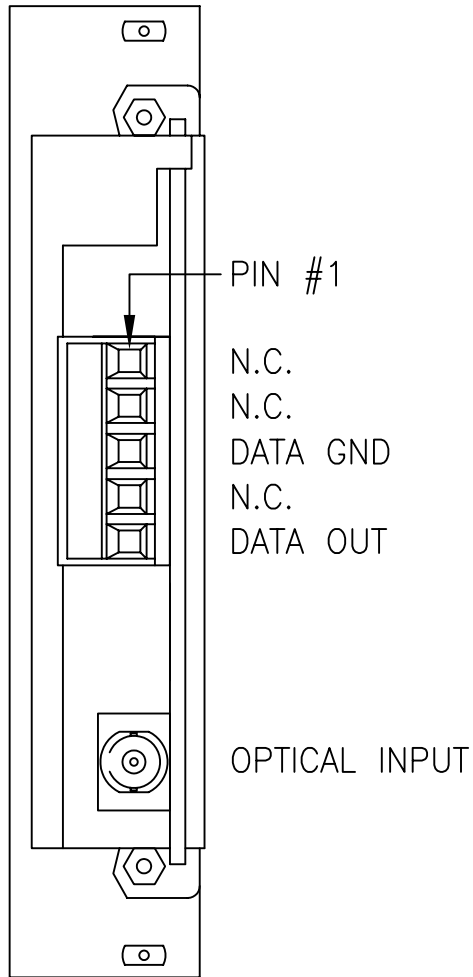 PIN #1
N.C.
N.C.
DATA GND
N.C.
DATA OUT
OPTICAL INPUT